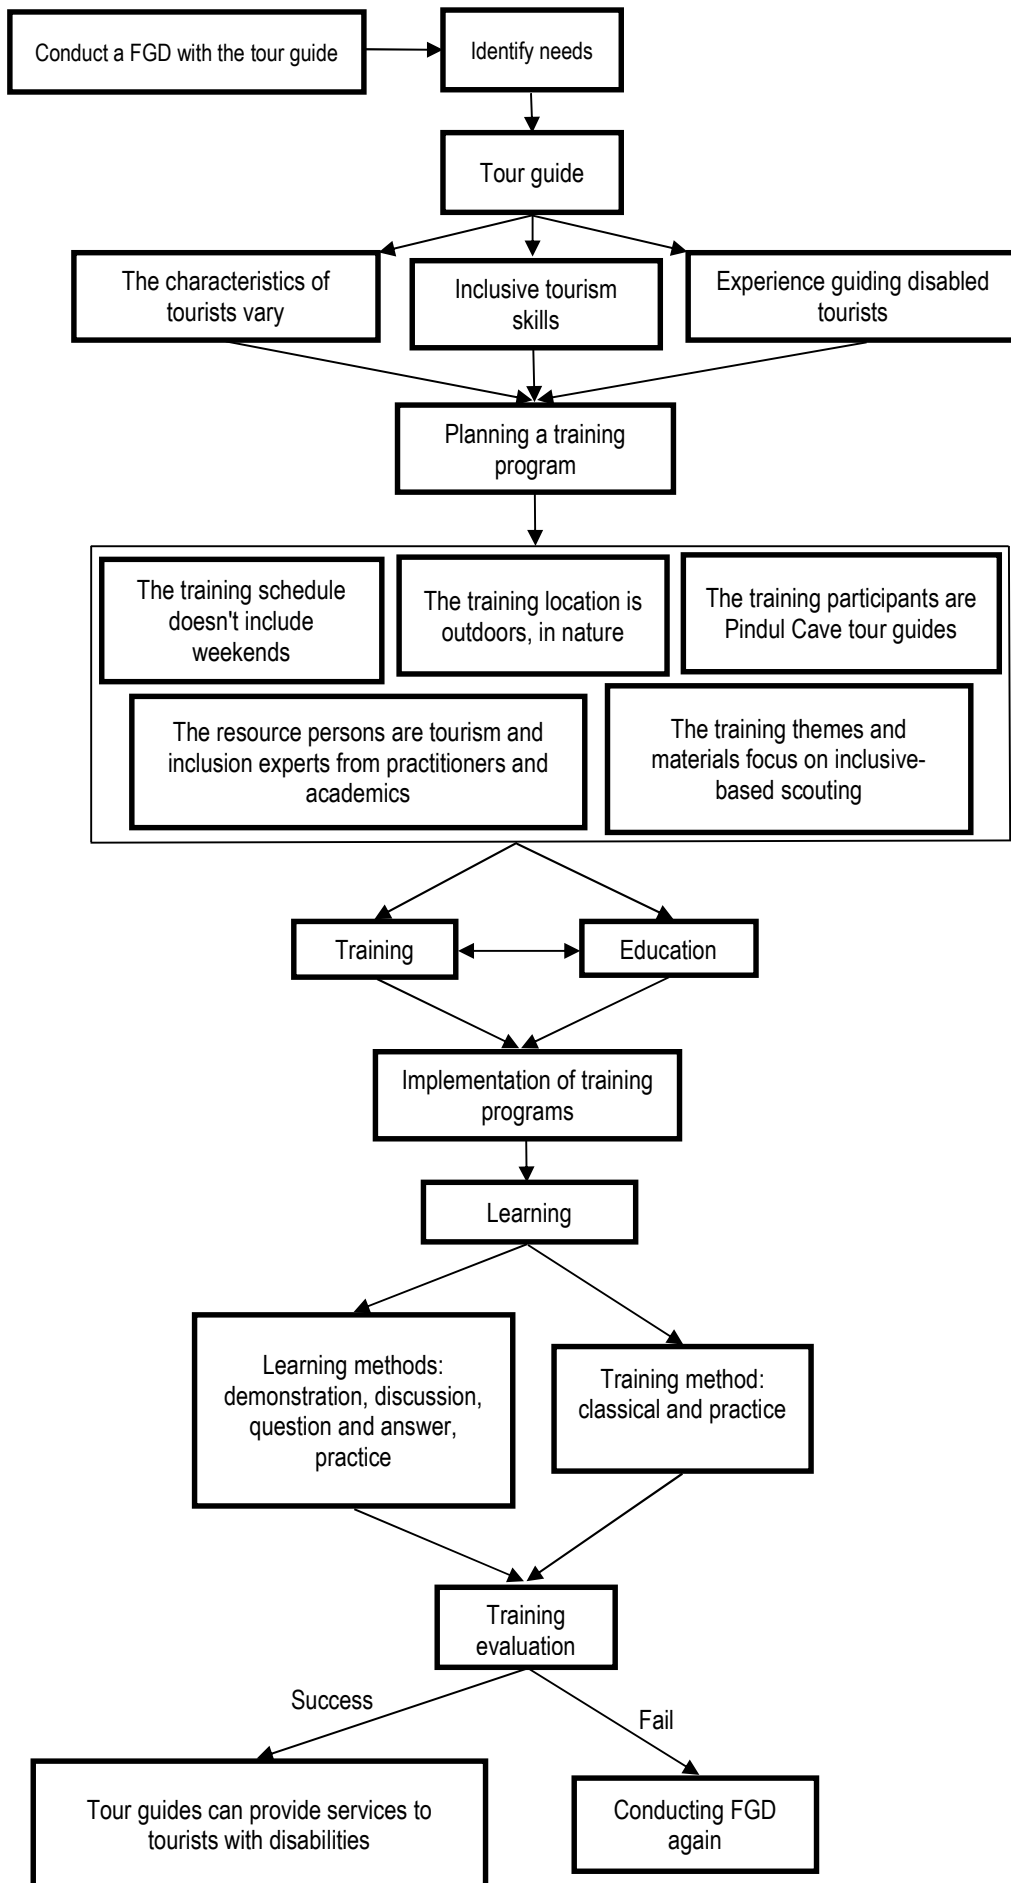 Conduct a FGD with the tour guide
Identify needs
Tour guide
The characteristics of
tourists vary
Inclusive tourism
skills
Experience guiding disabled
tourists
Planning a training
program
The training schedule
doesn't include
weekends
The training location is
outdoors, in nature
The training participants are
Pindul Cave tour guides
The resource persons are tourism and
inclusion experts from practitioners and
academics
The training themes and
materials focus on inclusive-
based scouting
Training
Education
Implementation of training
programs
Learning
Learning methods:
demonstration, discussion,
question and answer,
practice
Training method:
classical and practice
Training
evaluation
Success
Fail
Tour guides can provide services to
tourists with disabilities
Conducting FGD
again